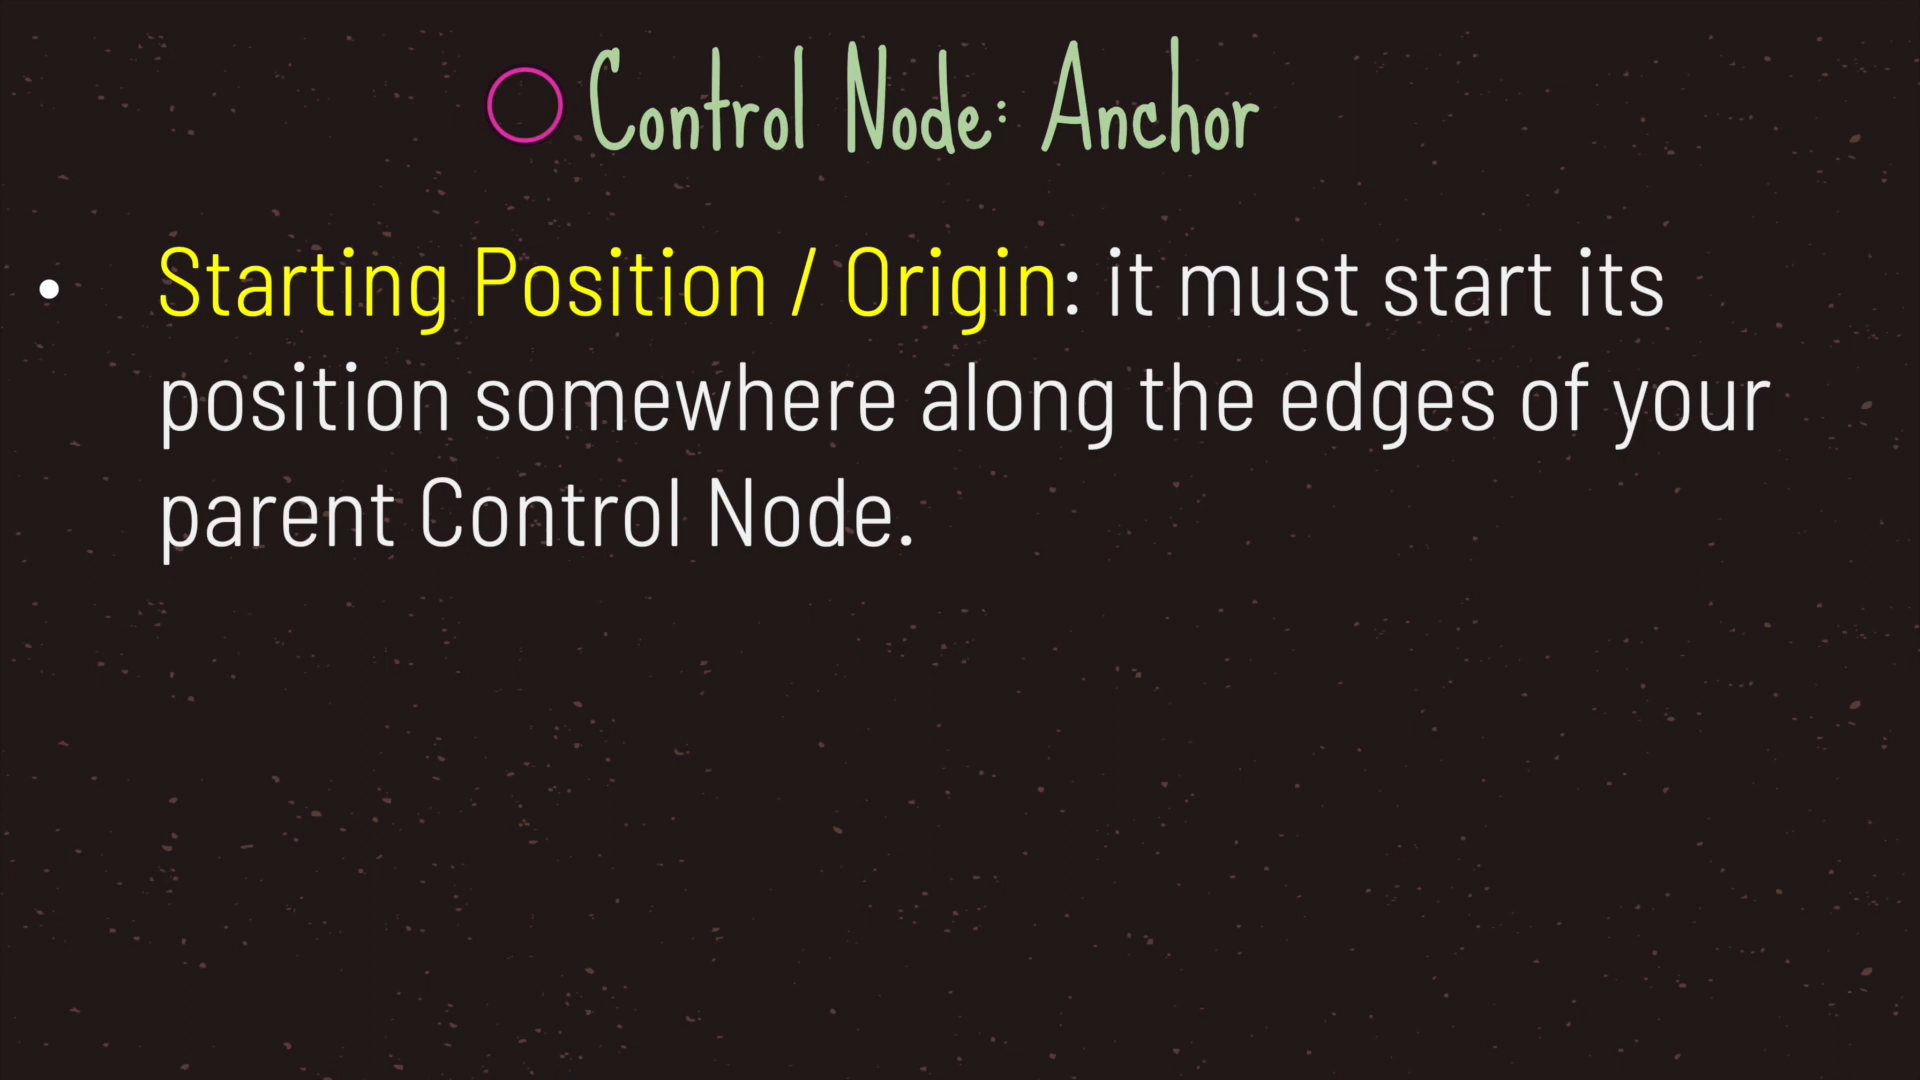 Control Node: Anchor
• Starting Position / Origin: it must start its
position somewhere along the edges of your
parent Control Node.